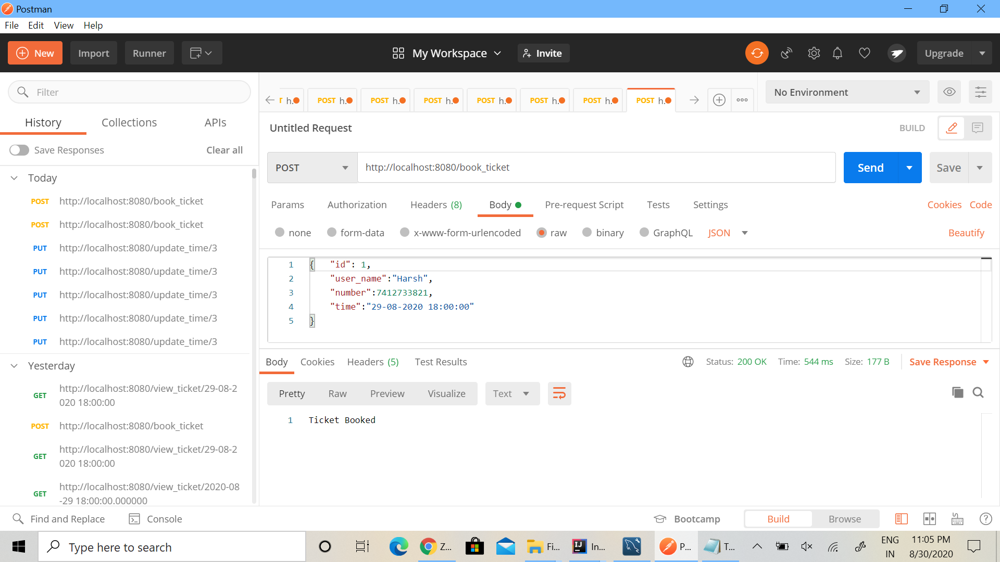 Postman
File Edit View Help
New Import Runner My Workspace Invite Upgrade
Filter
History Collections APIs
Save Responses Clear all
Today
POST http://localhost:8080/book_ticket
POST http://localhost:8080/book_ticket
PUT http://localhost:8080/update_time/3
PUT http://localhost:8080/update_time/3
PUT http://localhost:8080/update_time/3
PUT http://localhost:8080/update_time/3
PUT http://localhost:8080/update_time/3
Yesterday
GET http://localhost:8080/view_ticket/29-08-2
020 18:00:00
POST http://localhost:8080/book_ticket
GET http://localhost:8080/view_ticket/29-08-2
020 18:00:00
GET http://localhost:8080/view_ticket/2020-08
-29 18:00:00.000000
T h. POST h. POST h. POST h. POST h. POST h. POST h. POST h.
No Environment
Untitled Request BUILD
POST http://localhost:8080/book_ticket Send Save
Params Authorization Headers (8) Body Pre-request Script Tests Settings Cookies Code
none form-data x-www-form-urlencoded raw binary GraphQL JSON Beautify
1 { "id": 1,
2 "user_name":"Harsh",
3 "number":7412733821,
4 "time":"29-08-2020 18:00:00"
5 }
Body Cookies Headers (5) Test Results Status: 200 OK Time: 544 ms Size: 177 B Save Response
Pretty Raw Preview Visualize Text
1 Ticket Booked
Find and Replace Console Bootcamp Build Browse
Type here to search Z... Fi... IJ In... P... T... ENG 11:05 PM
IN 8/30/2020